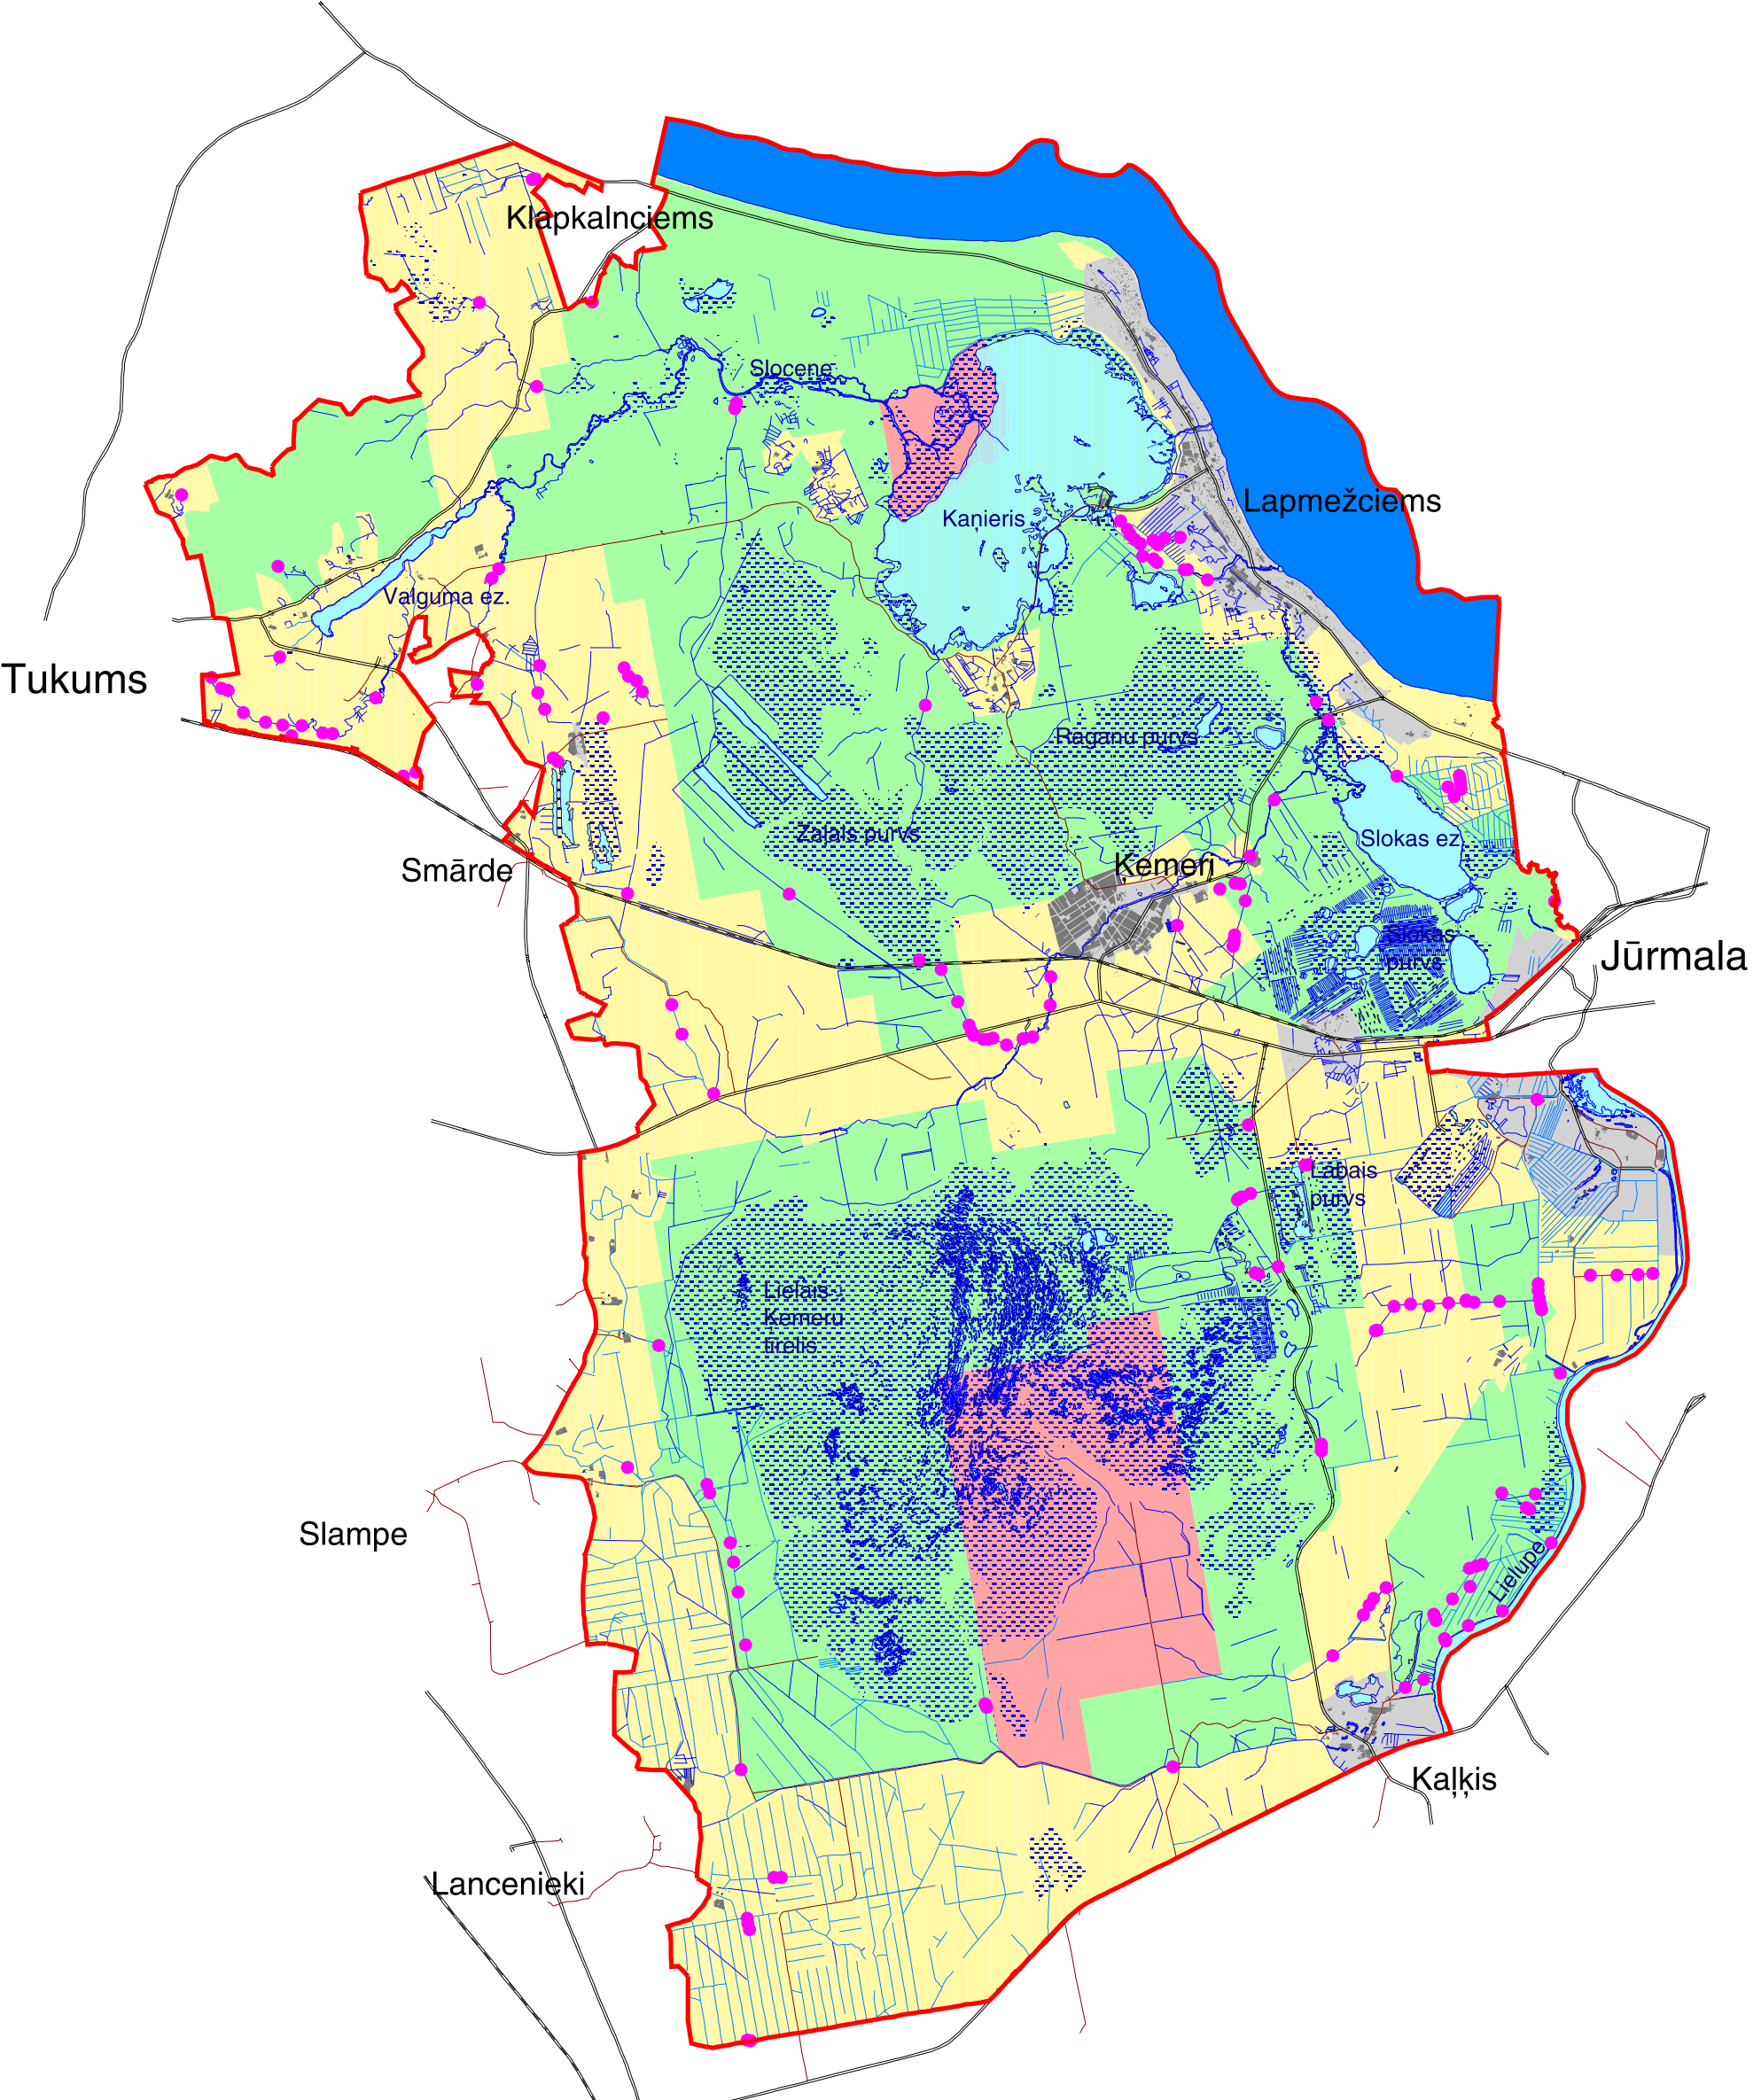 Klapkalnciems
Slocene
Lapmežciems
Kaņieris
Valguma ez.
Tukums
Raganu purvs
Zaļais purvs
Slokas ez.
Smārde
Ķemeri
Slokas
purvs
Jūrmala
Labais
purvs
Lielais
Ķemeru
tīrelis
Slampe
Lielupe
Kaļķis
Lancenieki